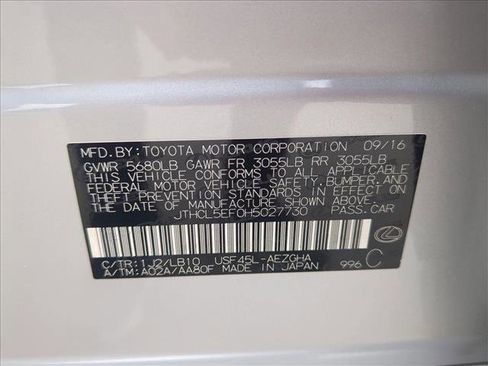 MFD.BY: TOYOTA MOTOR CORPORATION 09/16
GVWR 5680LB GAWR FR 3055LB RR 3055LB
THIS VEHICLE CONFORMS TO ALL APPLICABLE
FEDERAL MOTOR VEHICLE SAFETY, BUMPER, AND
THEFT PREVENTION STANDARDS IN EFFECT ON
THE DATE OF MANUFACTURE SHOWN ABOVE.
JTHCL5EF0H5027730 PASS.CAR
C/TR:1J2/LB10 USF45L-AEZGHA
A/TM:A02A/AA80F MADE IN JAPAN 996 C